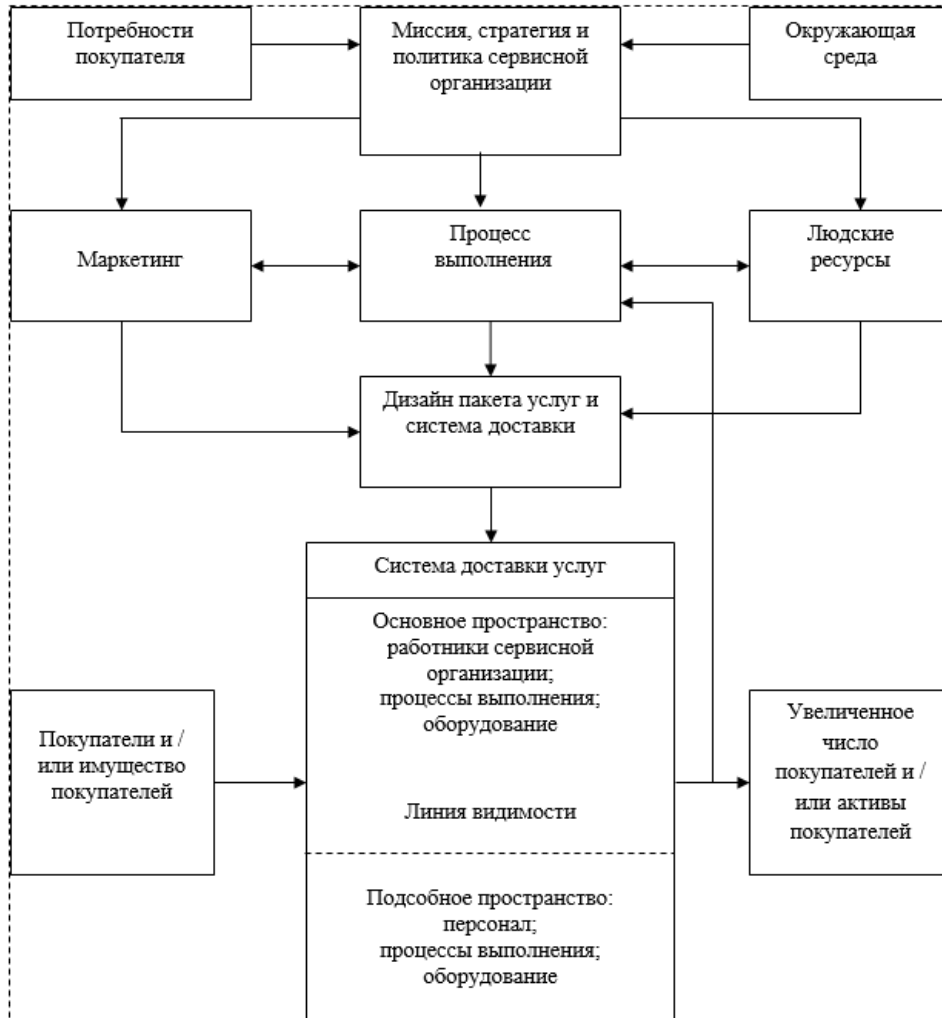 Потребности
покупателя
Миссия, стратегия и
политика сервисной
организации
Окружающая
среда
Маркетинг
Процесс
выполнения
Людские
ресурсы
Дизайн пакета услуг и
система доставки
Система доставки услуг
Основное пространство:
работники сервисной
организации;
процессы выполнения;
оборудование
Покупатели и /
или имущество
покупателей
Линия видимости
Увеличенное
число
покупателей и /
или активы
покупателей
Подсобное пространство:
персонал;
процессы выполнения;
оборудование